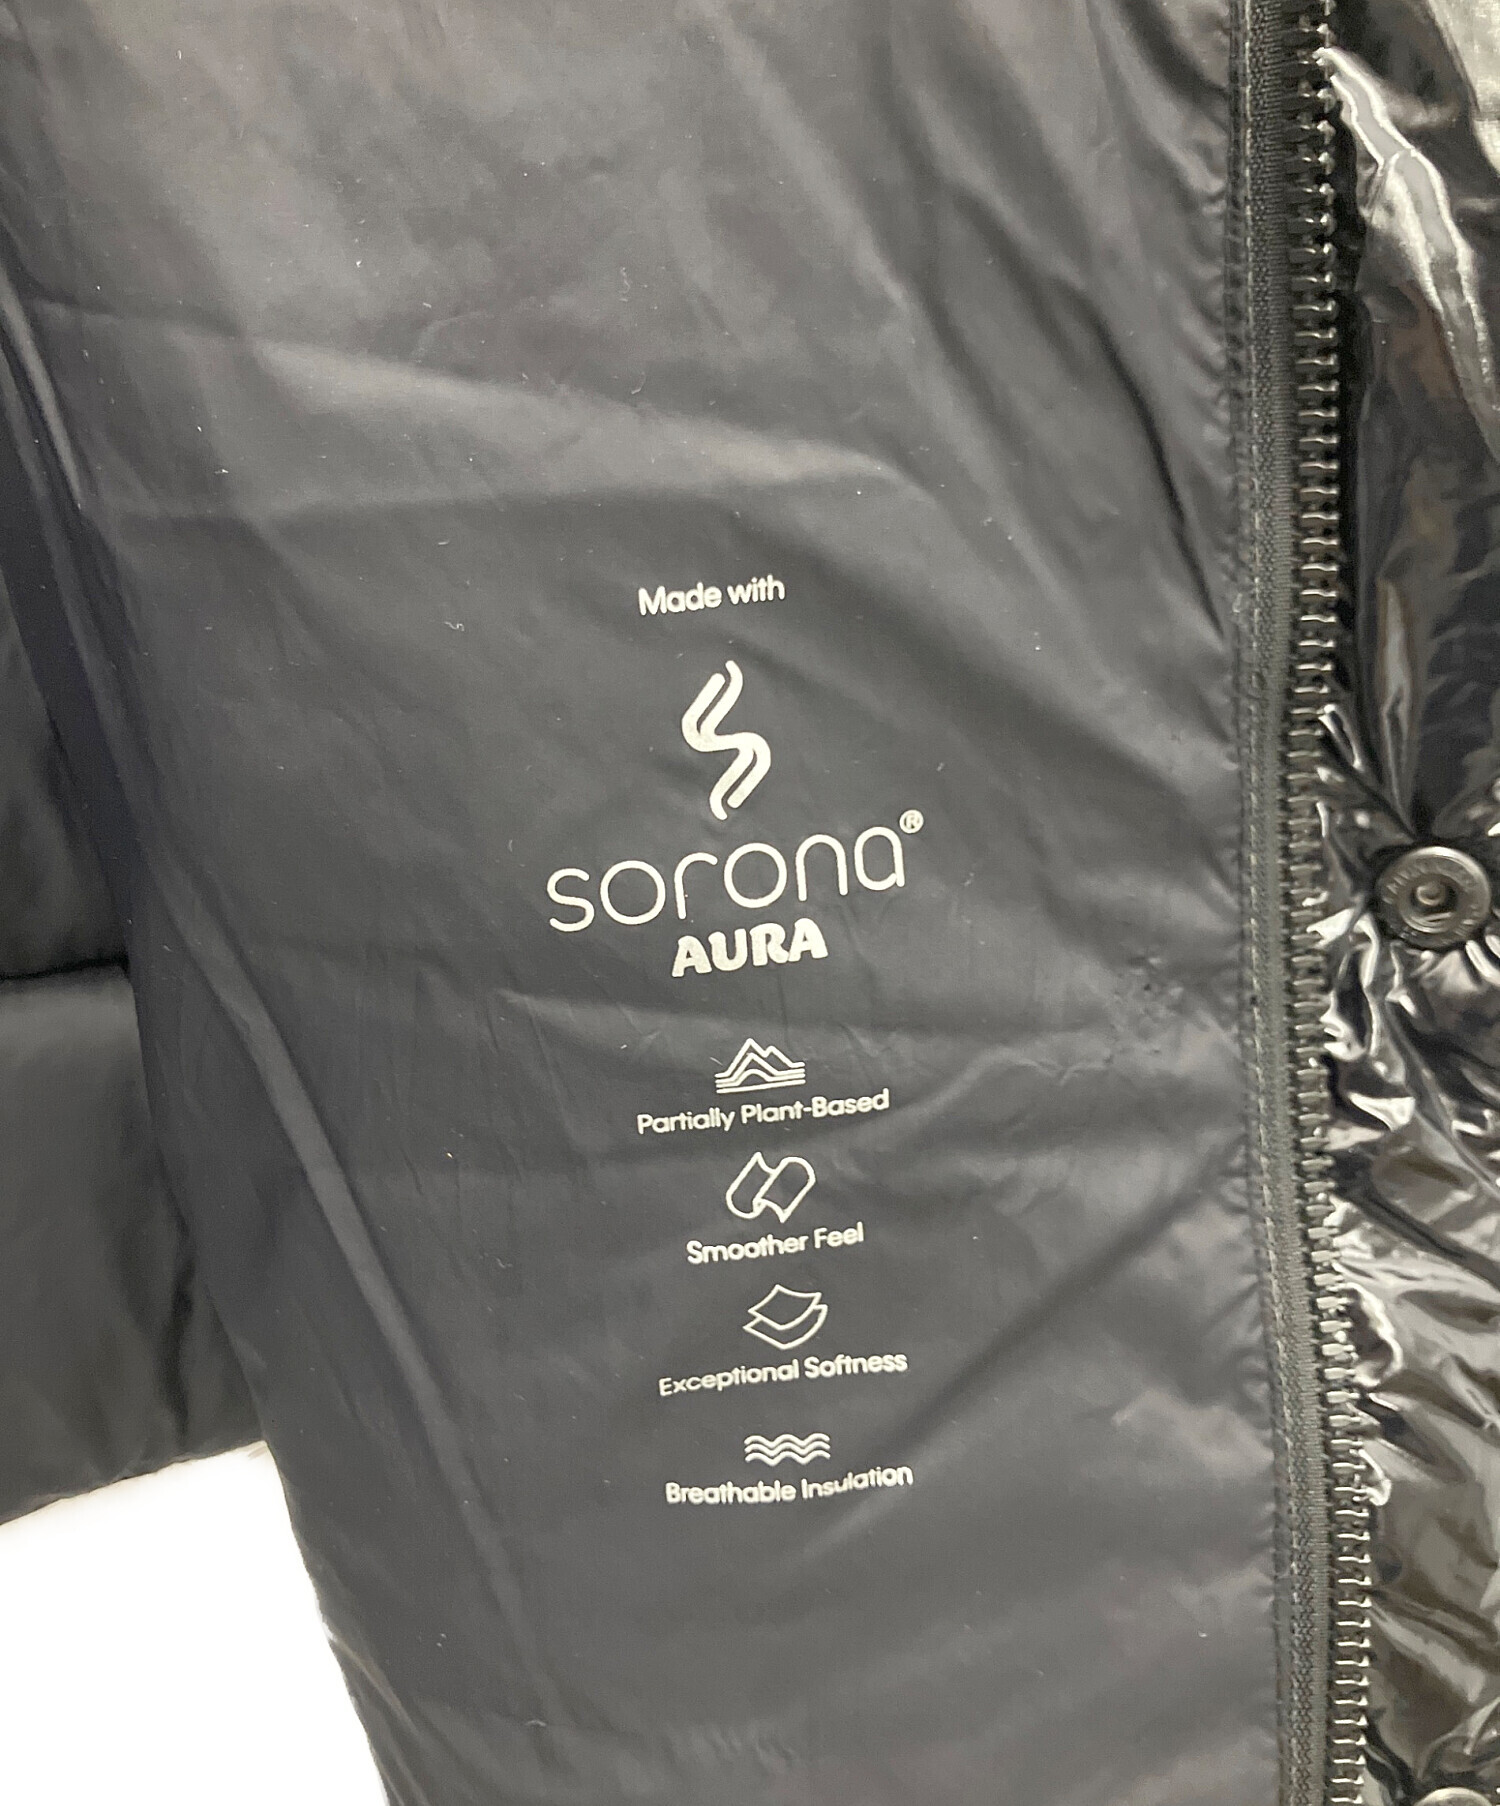 Made with
sorona®
AURA
Partially Plant-Based
Smoother Feel
Exceptional Softness
Breathable Insulation